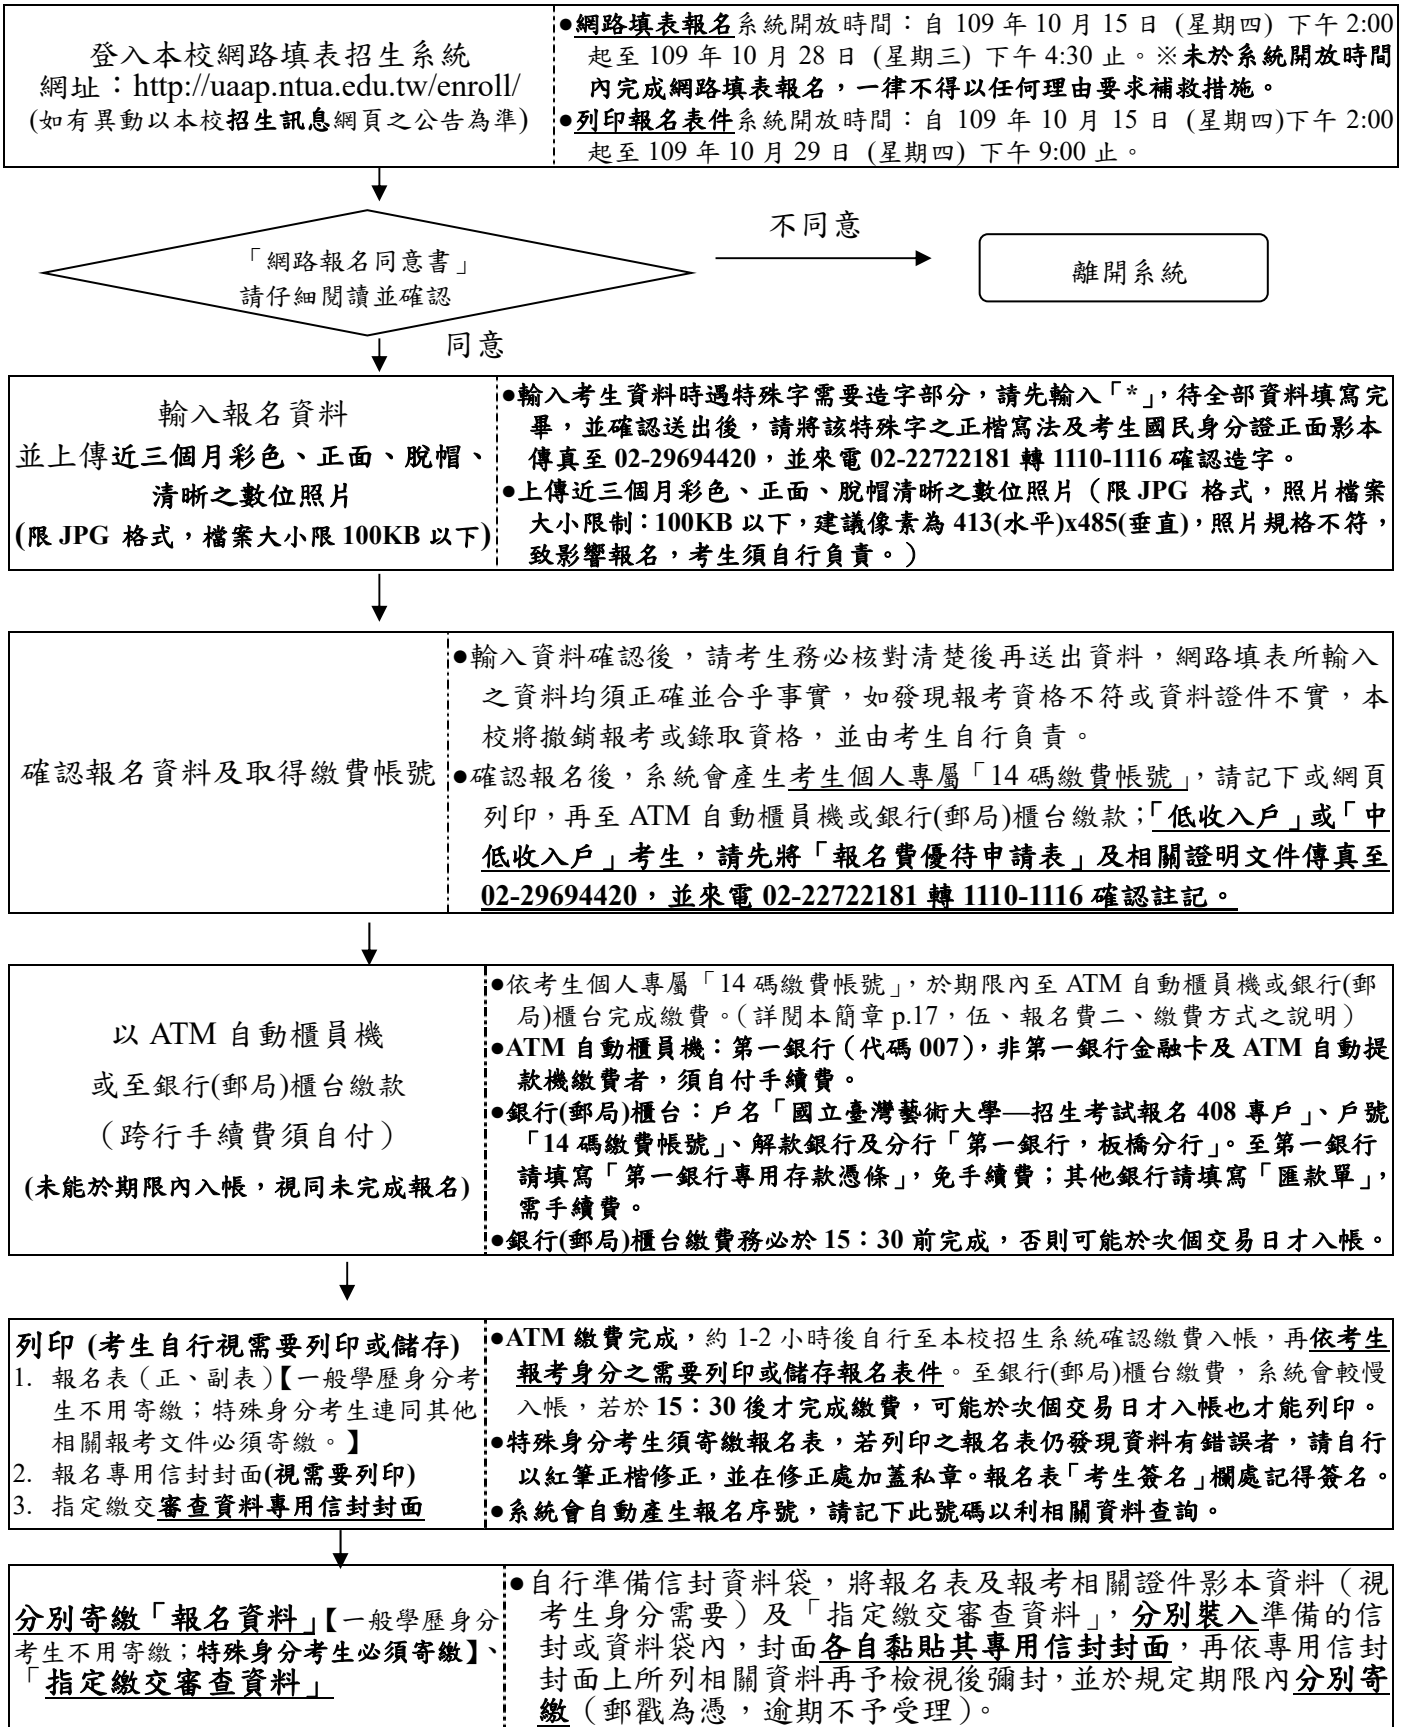 登入本校網路填表招生系統
網址：http://uaap.ntua.edu.tw/enroll/
(如有異動以本校招生訊息網頁之公告為準)
●網路填表報名系統開放時間：自 109 年 10 月 15 日 (星期四) 下午 2:00
起至 109 年 10 月 28 日 (星期三) 下午 4:30 止。※未於系統開放時間
內完成網路填表報名，一律不得以任何理由要求補救措施。
●列印報名表件系統開放時間：自 109 年 10 月 15 日 (星期四)下午 2:00
起至 109 年 10 月 29 日 (星期四) 下午 9:00 止。
「網路報名同意書」
請仔細閱讀並確認
不同意
離開系統
同意
輸入報名資料
並上傳近三個月彩色、正面、脫帽、
清晰之數位照片
(限 JPG 格式，檔案大小限 100KB 以下)
●輸入考生資料時遇特殊字需要造字部分，請先輸入「*」，待全部資料填寫完
畢，並確認送出後，請將該特殊字之正楷寫法及考生國民身分證正面影本
傳真至 02-29694420，並來電 02-22722181 轉 1110-1116 確認造字。
●上傳近三個月彩色、正面、脫帽清晰之數位照片（限 JPG 格式，照片檔案
大小限制：100KB 以下，建議像素為 413(水平)x485(垂直)，照片規格不符，
致影響報名，考生須自行負責。）
確認報名資料及取得繳費帳號
●輸入資料確認後，請考生務必核對清楚後再送出資料，網路填表所輸入
之資料均須正確並合乎事實，如發現報考資格不符或資料證件不實，本
校將撤銷報考或錄取資格，並由考生自行負責。
●確認報名後，系統會產生考生個人專屬「14 碼繳費帳號」，請記下或網頁
列印，再至 ATM 自動櫃員機或銀行(郵局)櫃台繳款；「低收入戶」或「中
低收入戶」考生，請先將「報名費優待申請表」及相關證明文件傳真至
02-29694420，並來電 02-22722181 轉 1110-1116 確認註記。
以 ATM 自動櫃員機
或至銀行(郵局)櫃台繳款
（跨行手續費須自付）
(未能於期限內入帳，視同未完成報名)
●依考生個人專屬「14 碼繳費帳號」，於期限內至 ATM 自動櫃員機或銀行(郵
局)櫃台完成繳費。（詳閱本簡章 p.17，伍、報名費二、繳費方式之說明）
●ATM 自動櫃員機：第一銀行（代碼 007），非第一銀行金融卡及 ATM 自動提
款機繳費者，須自付手續費。
●銀行(郵局)櫃台：戶名「國立臺灣藝術大學—招生考試報名 408 專戶」、戶號
「14 碼繳費帳號」、解款銀行及分行「第一銀行，板橋分行」。至第一銀行
請填寫「第一銀行專用存款憑條」，免手續費；其他銀行請填寫「匯款單」，
需手續費。
●銀行(郵局)櫃台繳費務必於 15：30 前完成，否則可能於次個交易日才入帳。
列印 (考生自行視需要列印或儲存)
1. 報名表（正、副表）【一般學歷身分考
生不用寄繳；特殊身分考生連同其他
相關報考文件必須寄繳。】
2. 報名專用信封封面(視需要列印)
3. 指定繳交審查資料專用信封封面
●ATM 繳費完成，約 1-2 小時後自行至本校招生系統確認繳費入帳，再依考生
報考身分之需要列印或儲存報名表件。至銀行(郵局)櫃台繳費，系統會較慢
入帳，若於 15：30 後才完成繳費，可能於次個交易日才入帳也才能列印。
●特殊身分考生須寄繳報名表，若列印之報名表仍發現資料有錯誤者，請自行
以紅筆正楷修正，並在修正處加蓋私章。報名表「考生簽名」欄處記得簽名。
●系統會自動產生報名序號，請記下此號碼以利相關資料查詢。
分別寄繳「報名資料」【一般學歷身分
考生不用寄繳；特殊身分考生必須寄繳】、
「指定繳交審查資料」
●自行準備信封資料袋，將報名表及報考相關證件影本資料（視
考生身分需要）及「指定繳交審查資料」，分別裝入準備的信
封或資料袋內，封面各自黏貼其專用信封封面，再依專用信封
封面上所列相關資料再予檢視後彌封，並於規定期限內分別寄
繳（郵戳為憑，逾期不予受理）。